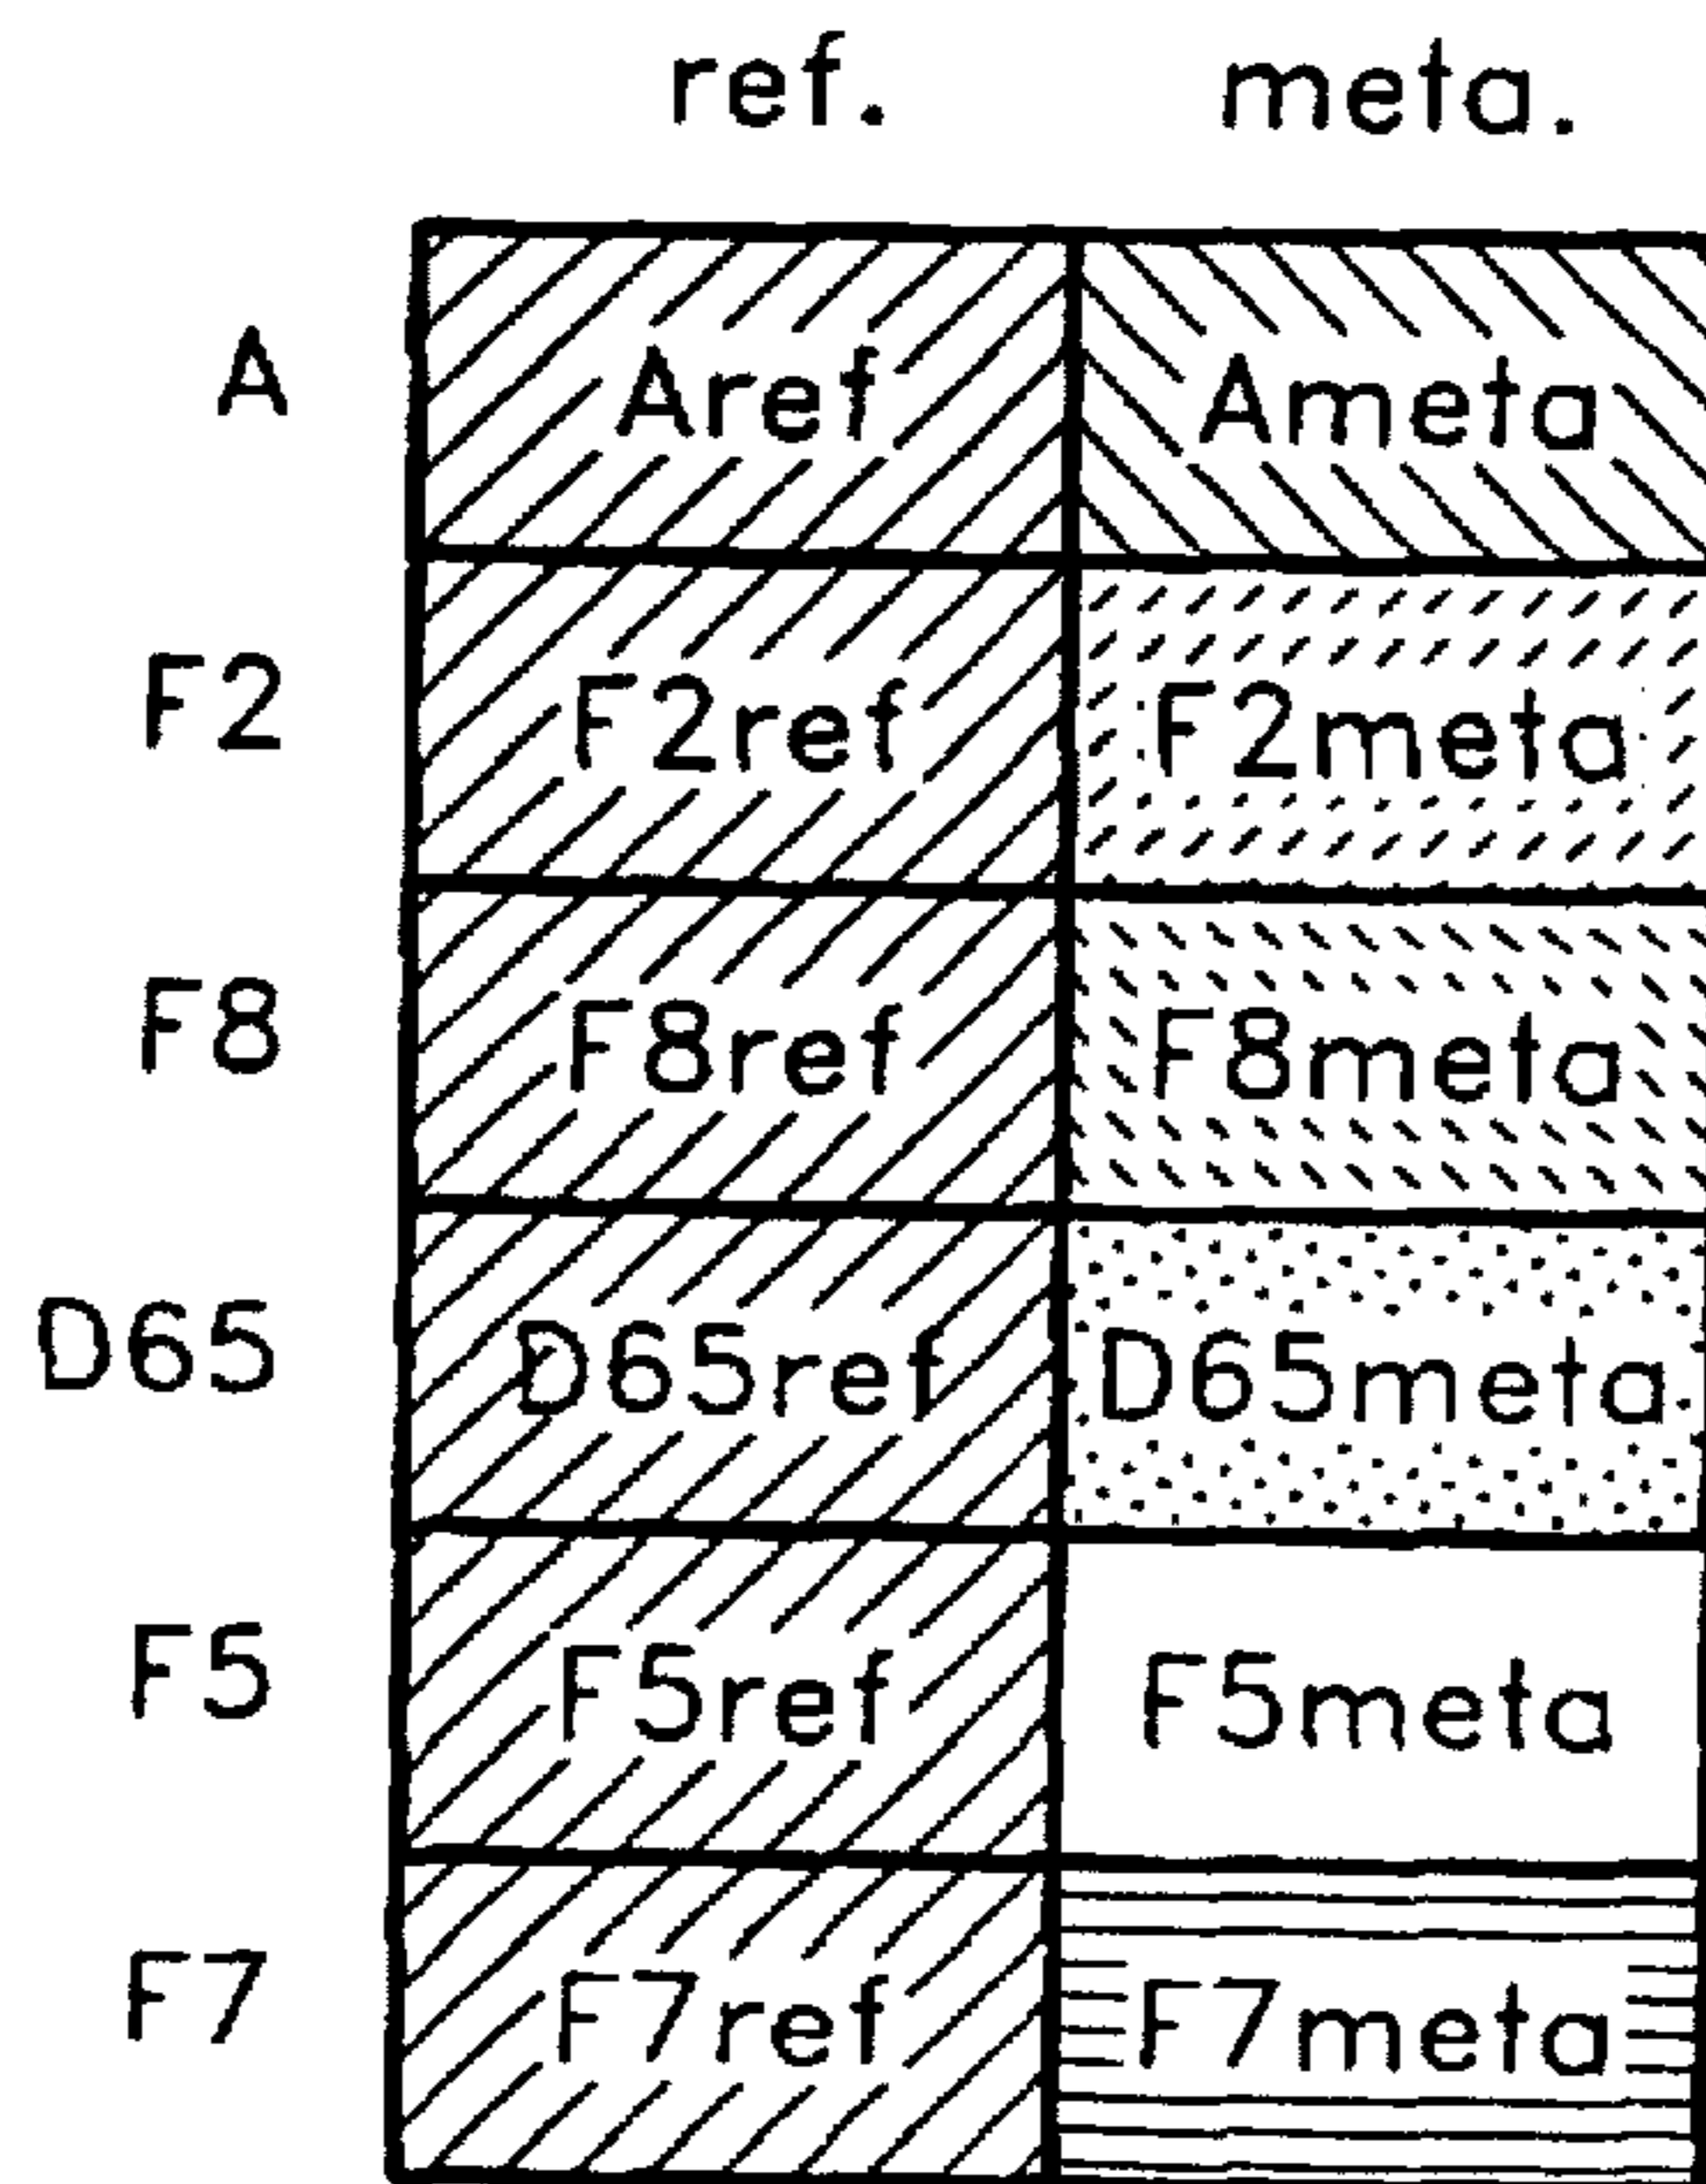 ref. meta.
A Aref Ameta
F2 F2ref F2meta
F8 F8ref F8meta
D65 D65ref D65meta
F5 F5ref F5meta
F7 F7ref F7meta